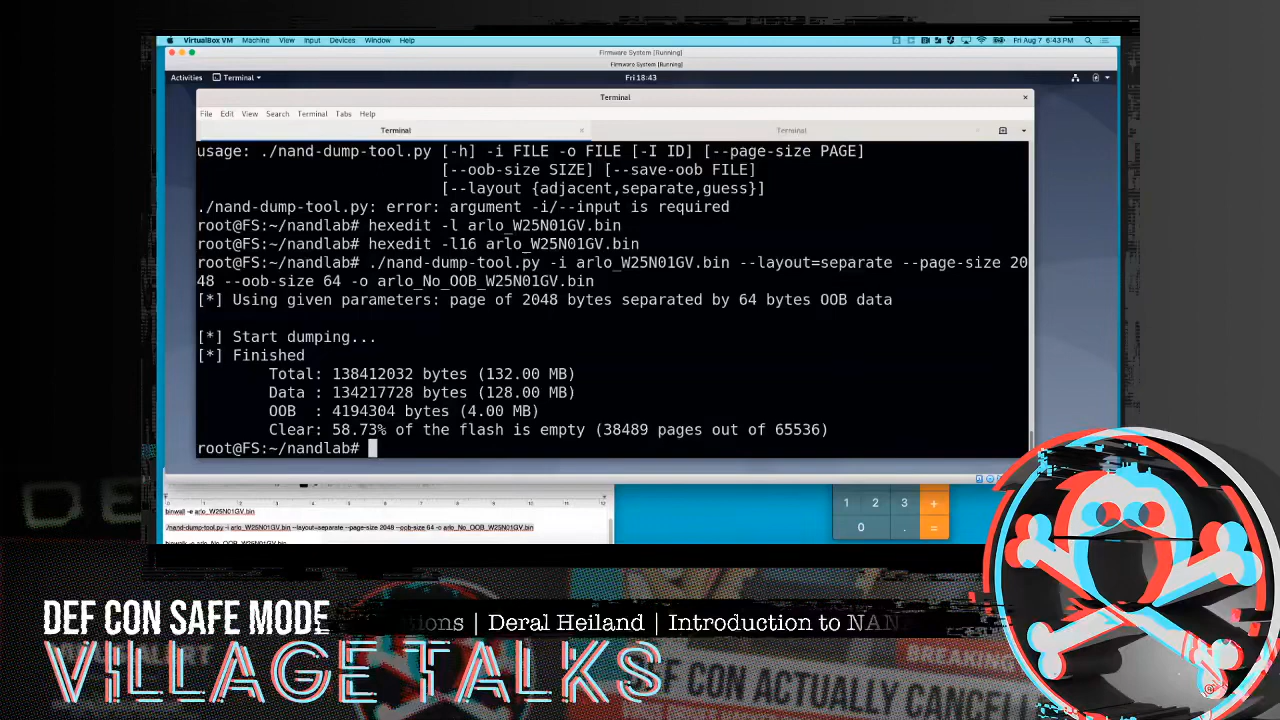 VirtualBox VM Machine View Input Devices Window Help Fri Aug 7 6:43 PM
Firmware System [Running]
Firmware System [Running]
Activities Terminal Fri 18:43
Terminal
File Edit View Search Terminal Tabs Help
Terminal Terminal
usage: ./nand-dump-tool.py [-h] -i FILE -o FILE [-I ID] [--page-size PAGE]
[--oob-size SIZE] [--save-oob FILE]
[--layout {adjacent,separate,guess}]
./nand-dump-tool.py: error: argument -i/--input is required
root@FS:~/nandlab# hexedit -l arlo_W25N01GV.bin
root@FS:~/nandlab# hexedit -l16 arlo_W25N01GV.bin
root@FS:~/nandlab# ./nand-dump-tool.py -i arlo_W25N01GV.bin --layout=separate --page-size 20
48 --oob-size 64 -o arlo_No_OOB_W25N01GV.bin
[*] Using given parameters: page of 2048 bytes separated by 64 bytes OOB data
[*] Start dumping...
[*] Finished
Total: 138412032 bytes (132.00 MB)
Data : 134217728 bytes (128.00 MB)
OOB : 4194304 bytes (4.00 MB)
Clear: 58.73% of the flash is empty (38489 pages out of 65536)
root@FS:~/nandlab#
binwalk -e arlo_W25N01GV.bin
./nand-dump-tool.py -i arlo_W25N01GV.bin --layout=separate --page-size 2048 --oob-size 64 -o arlo_No_OOB_W25N01GV.bin
binwalk -e arlo_No_OOB_W25N01GV.bin
1 2 3 +
0 . =
DEF CON SAFE MODE
ions | Deral Heiland | Introduction to NAN
VILLAGE TALKS
BREAKING
DEF CON ACTUALLY CANCEL